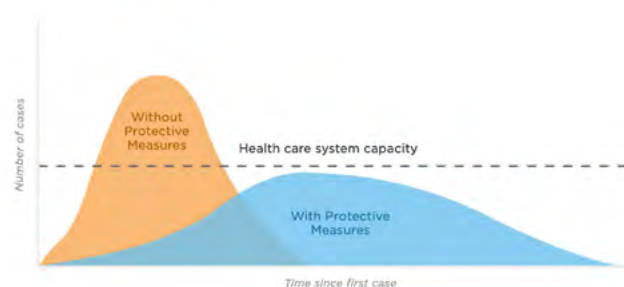 Without
Protective
Measures
Health care system capacity
Number of cases
With Protective
Measures
Time since first case